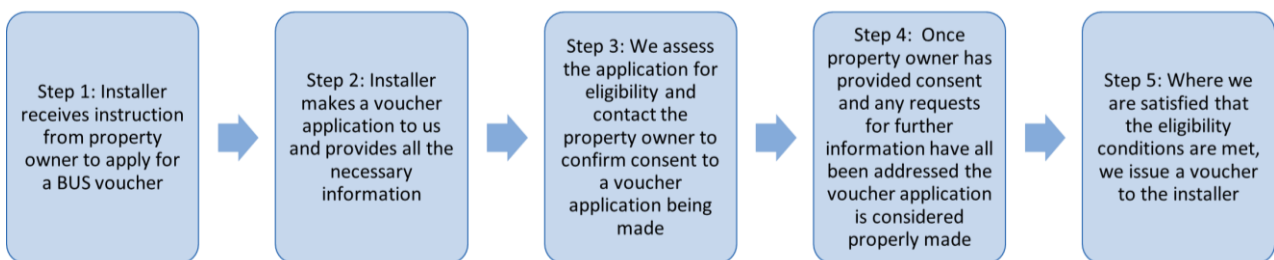 Step 1: Installer
receives instruction
from property
owner to apply for
a BUS voucher
Step 2: Installer
makes a voucher
application to us
and provides all the
necessary
information
Step 3: We assess
the application for
eligibility and
contact the
property owner to
confirm consent to
a voucher
application being
made
Step 4:  Once
property owner has
provided consent
and any requests
for further
information have all
been addressed the
voucher application
is considered
properly made
Step 5: Where we
are satisfied that
the eligibility
conditions are met,
we issue a voucher
to the installer